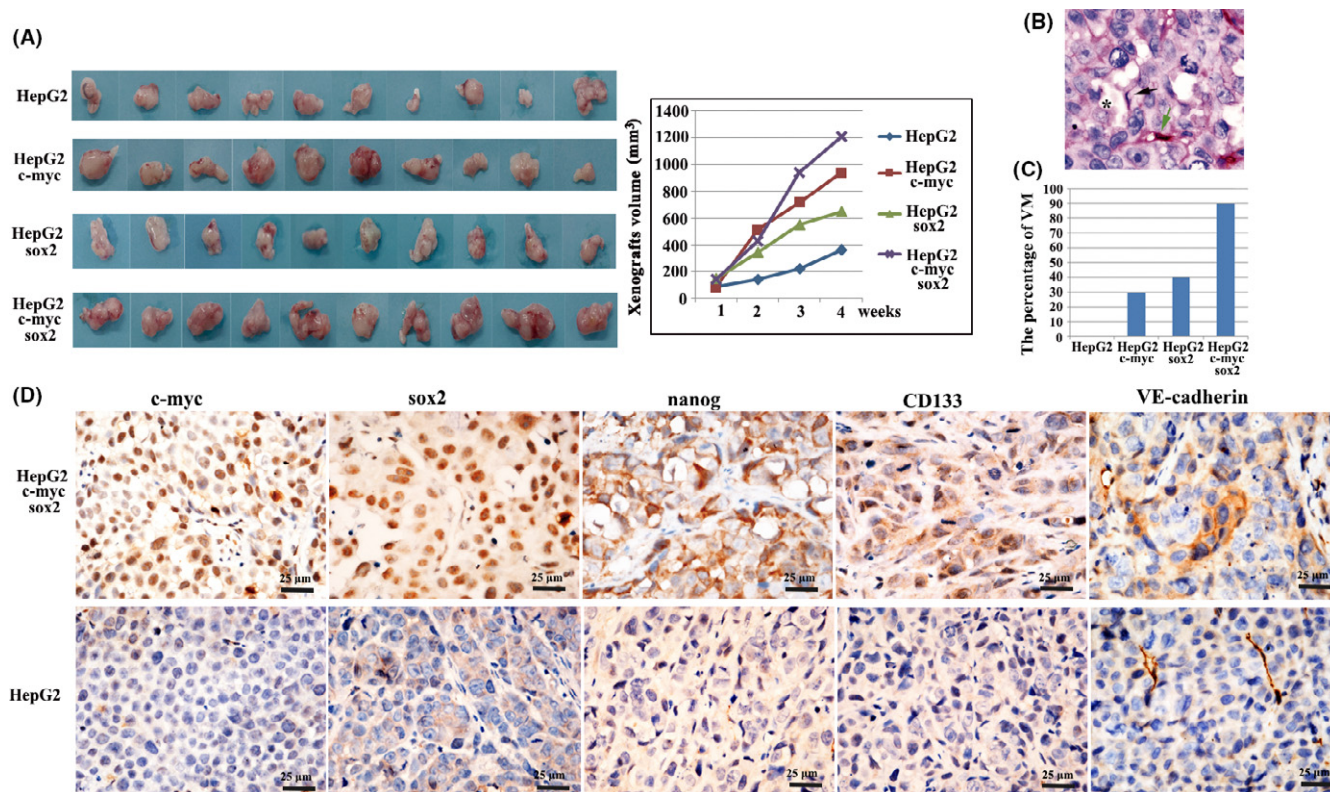 (A)
HepG2
HepG2
c-myc
HepG2
sox2
HepG2
c-myc
sox2
Xenografts volume (mm³)
1400
1200
1000
800
600
400
200
0
1 2 3 4 weeks
HepG2
HepG2
c-myc
HepG2
sox2
HepG2
c-myc
sox2
(B)
*
(C)
The percentage of VM
100
90
80
70
60
50
40
30
20
10
0
HepG2 HepG2 HepG2 HepG2
c-myc sox2 c-myc
sox2
(D)
c-myc sox2 nanog CD133 VE-cadherin
HepG2
c-myc
sox2
25 μm 25 μm 25 μm 25 μm 25 μm
HepG2
25 μm 25 μm 25 μm 25 μm 25 μm